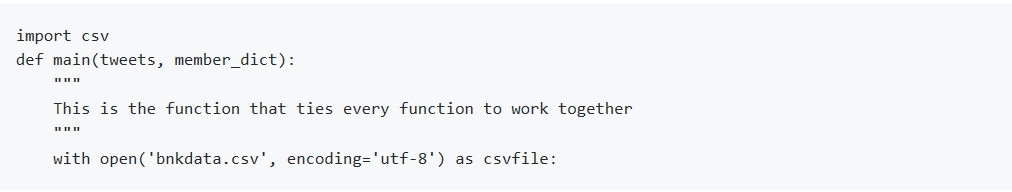 import csv
def main(tweets, member_dict):
    """
    This is the function that ties every function to work together
    """
    with open('bnkdata.csv', encoding='utf-8') as csvfile: